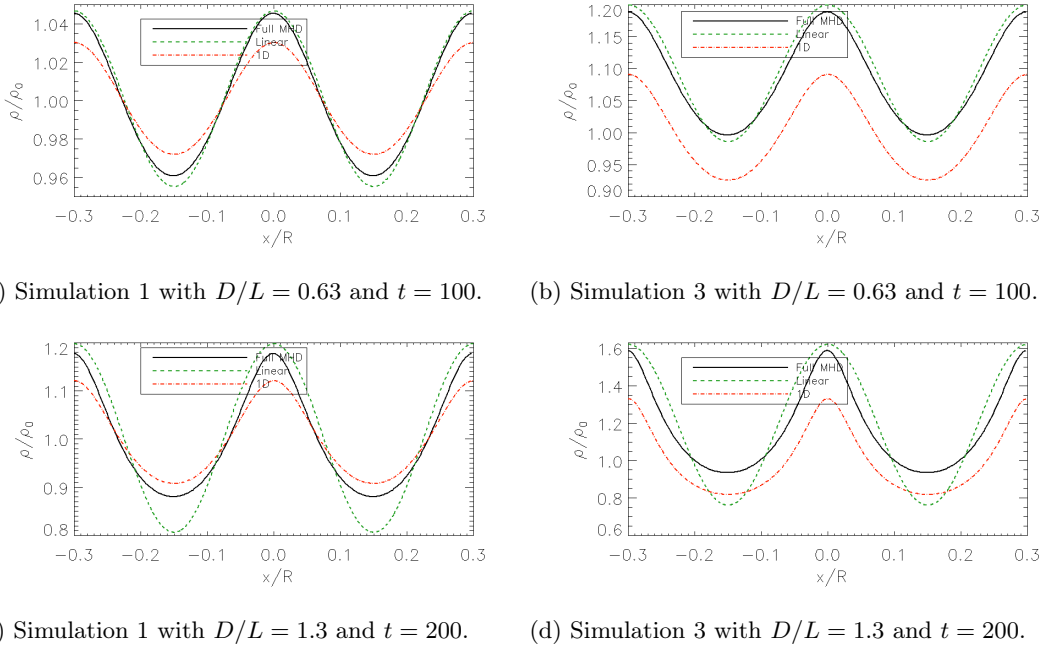 Full MHD
Linear
1D
1.04
1.02
1.00
0.98
0.96
ρ/ρ₀
−0.3 −0.2 −0.1 0.0 0.1 0.2 0.3
x/R
) Simulation 1 with D/L = 0.63 and t = 100.
Full MHD
Linear
1D
1.20
1.15
1.10
1.05
1.00
0.95
0.90
ρ/ρ₀
−0.3 −0.2 −0.1 0.0 0.1 0.2 0.3
x/R
(b) Simulation 3 with D/L = 0.63 and t = 100.
Full MHD
Linear
1D
1.2
1.1
1.0
0.9
0.8
ρ/ρ₀
−0.3 −0.2 −0.1 0.0 0.1 0.2 0.3
x/R
) Simulation 1 with D/L = 1.3 and t = 200.
Full MHD
Linear
1D
1.6
1.4
1.2
1.0
0.8
0.6
ρ/ρ₀
−0.3 −0.2 −0.1 0.0 0.1 0.2 0.3
x/R
(d) Simulation 3 with D/L = 1.3 and t = 200.